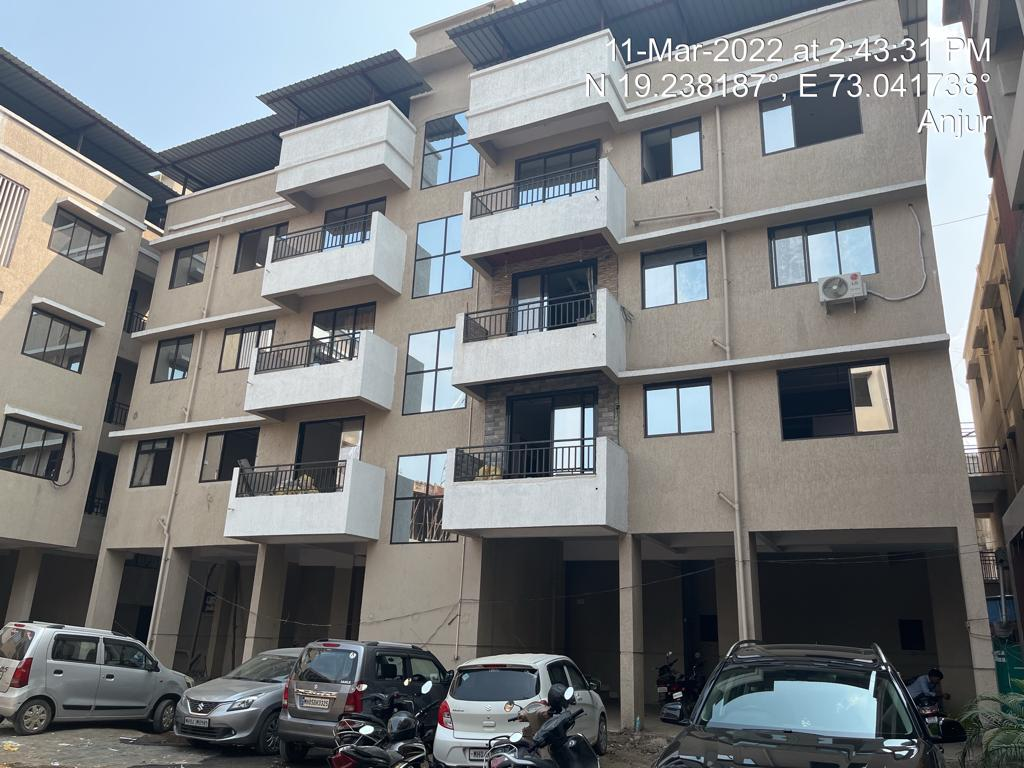 11-Mar-2022 at 2:43:31 PM
N 19.238187°, E 73.041738°
Anjur